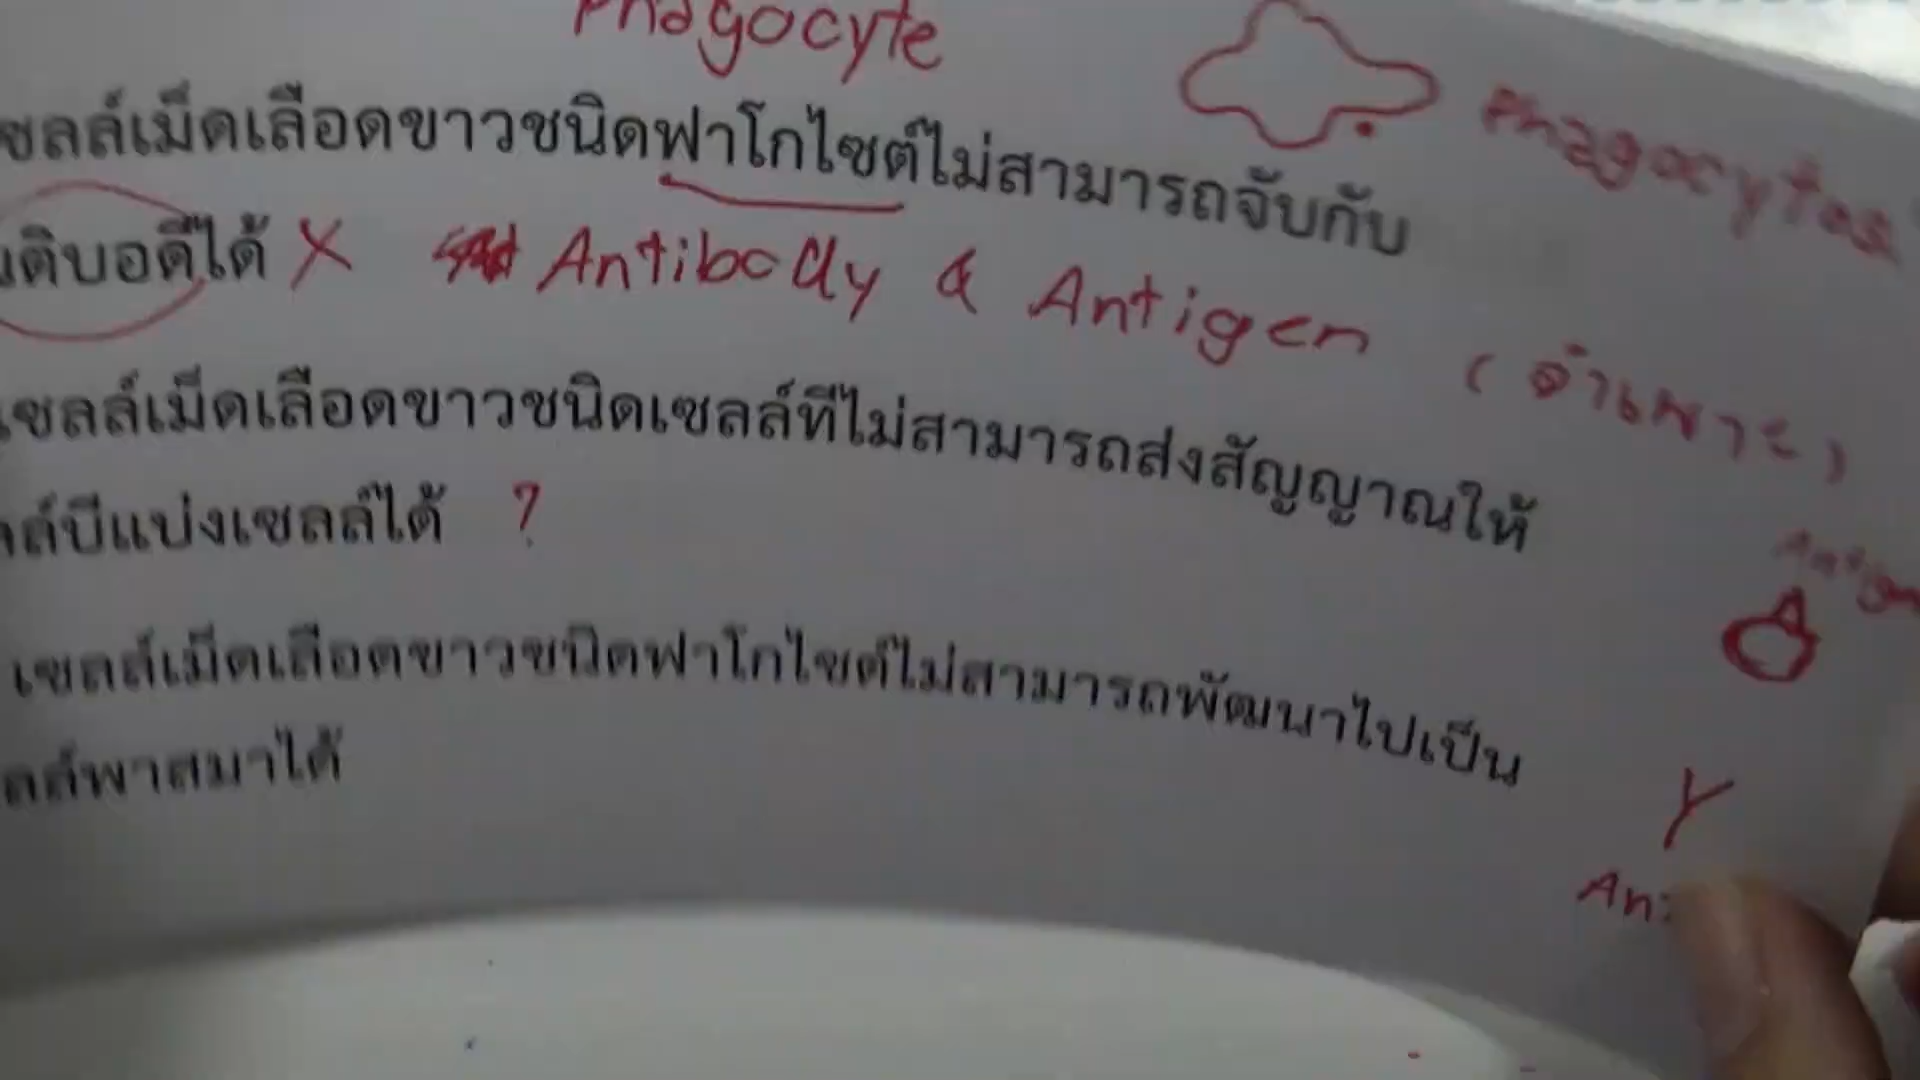 Phagocyte
เซลล์เม็ดเลือดขาวชนิดฟาโกไซต์ไม่สามารถจับกับ
Phagocytosis
แอนติบอดีได้ X Antibody & Antigen (จำเพาะ)
เซลล์เม็ดเลือดขาวชนิดเซลล์ทีไม่สามารถส่งสัญญาณให้
เซลล์บีแบ่งเซลล์ได้ ?
Antigen
เซลล์เม็ดเลือดขาวชนิดฟาโกไซต์ไม่สามารถพัฒนาไปเป็น
เซลล์พาสมาได้
Y
An